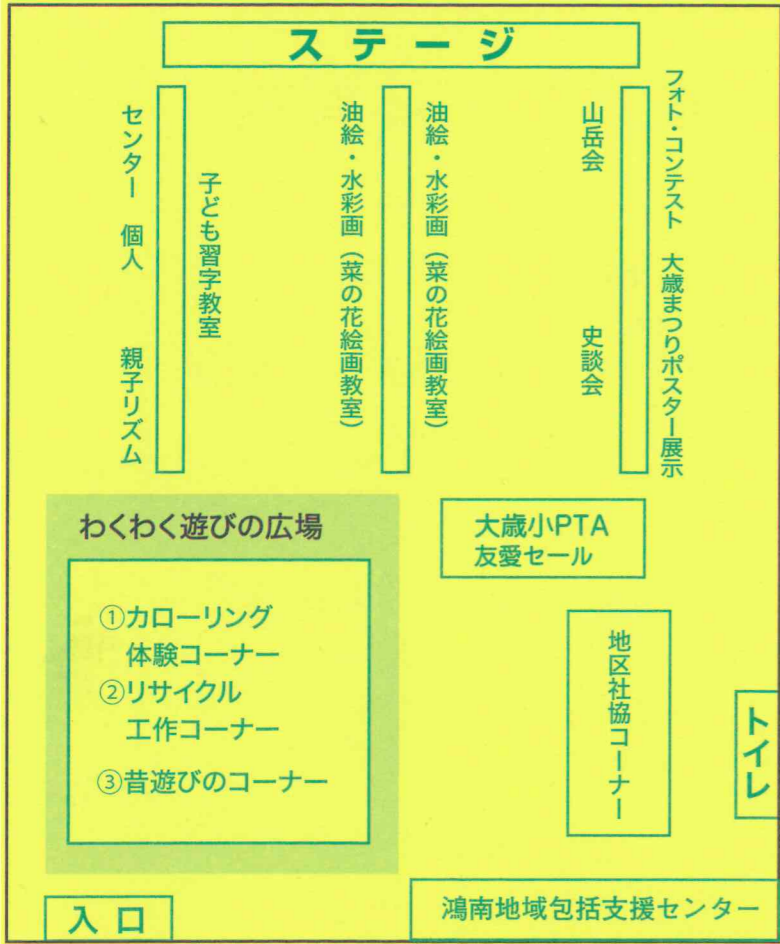 ステージ
センター　個人　親子リズム
子ども習字教室
油絵・水彩画（菜の花絵画教室）
油絵・水彩画（菜の花絵画教室）
山岳会　史談会
フォト・コンテスト　大歳まつりポスター展示
わくわく遊びの広場
①カローリング
体験コーナー
②リサイクル
工作コーナー
③昔遊びのコーナー
大歳小PTA
友愛セール
地区社協コーナー
トイレ
入口
鴻南地域包括支援センター